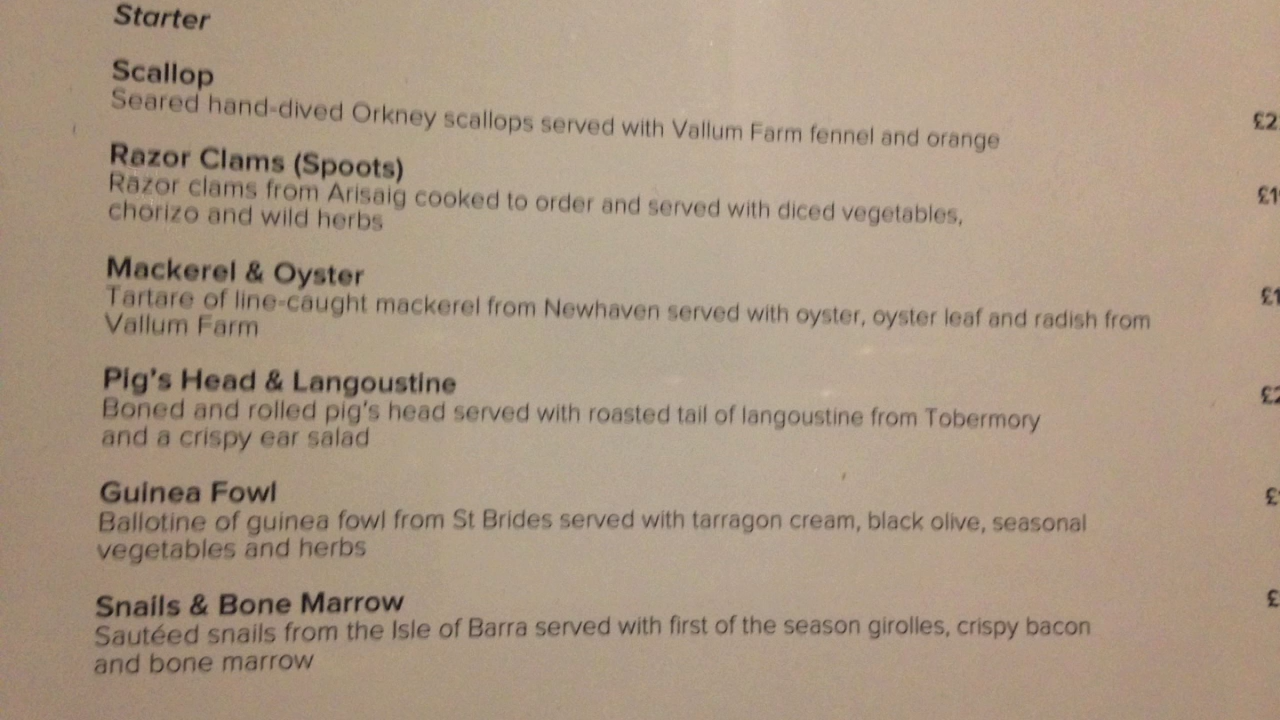 Starter
Scallop
Seared hand-dived Orkney scallops served with Vallum Farm fennel and orange
£2
Razor Clams (Spoots)
Razor clams from Arisaig cooked to order and served with diced vegetables,
chorizo and wild herbs
£1
Mackerel & Oyster
Tartare of line-caught mackerel from Newhaven served with oyster, oyster leaf and radish from
Vallum Farm
£1
Pig's Head & Langoustine
Boned and rolled pig's head served with roasted tail of langoustine from Tobermory
and a crispy ear salad
£2
Guinea Fowl
Ballotine of guinea fowl from St Brides served with tarragon cream, black olive, seasonal
vegetables and herbs
£
Snails & Bone Marrow
Sautéed snails from the Isle of Barra served with first of the season girolles, crispy bacon
and bone marrow
£